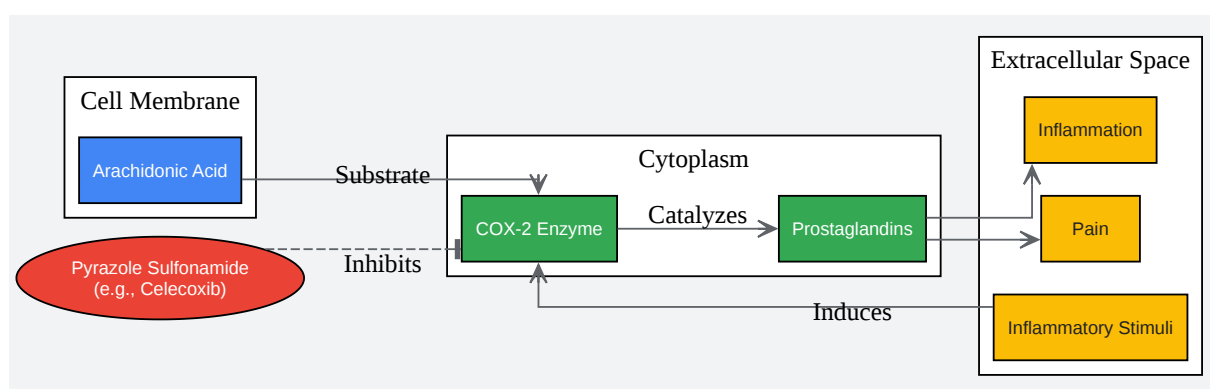 Cell Membrane
Arachidonic Acid
Substrate
Pyrazole Sulfonamide
(e.g., Celecoxib)
Inhibits
Cytoplasm
COX-2 Enzyme
Catalyzes
Prostaglandins
Induces
Extracellular Space
Inflammation
Pain
Inflammatory Stimuli